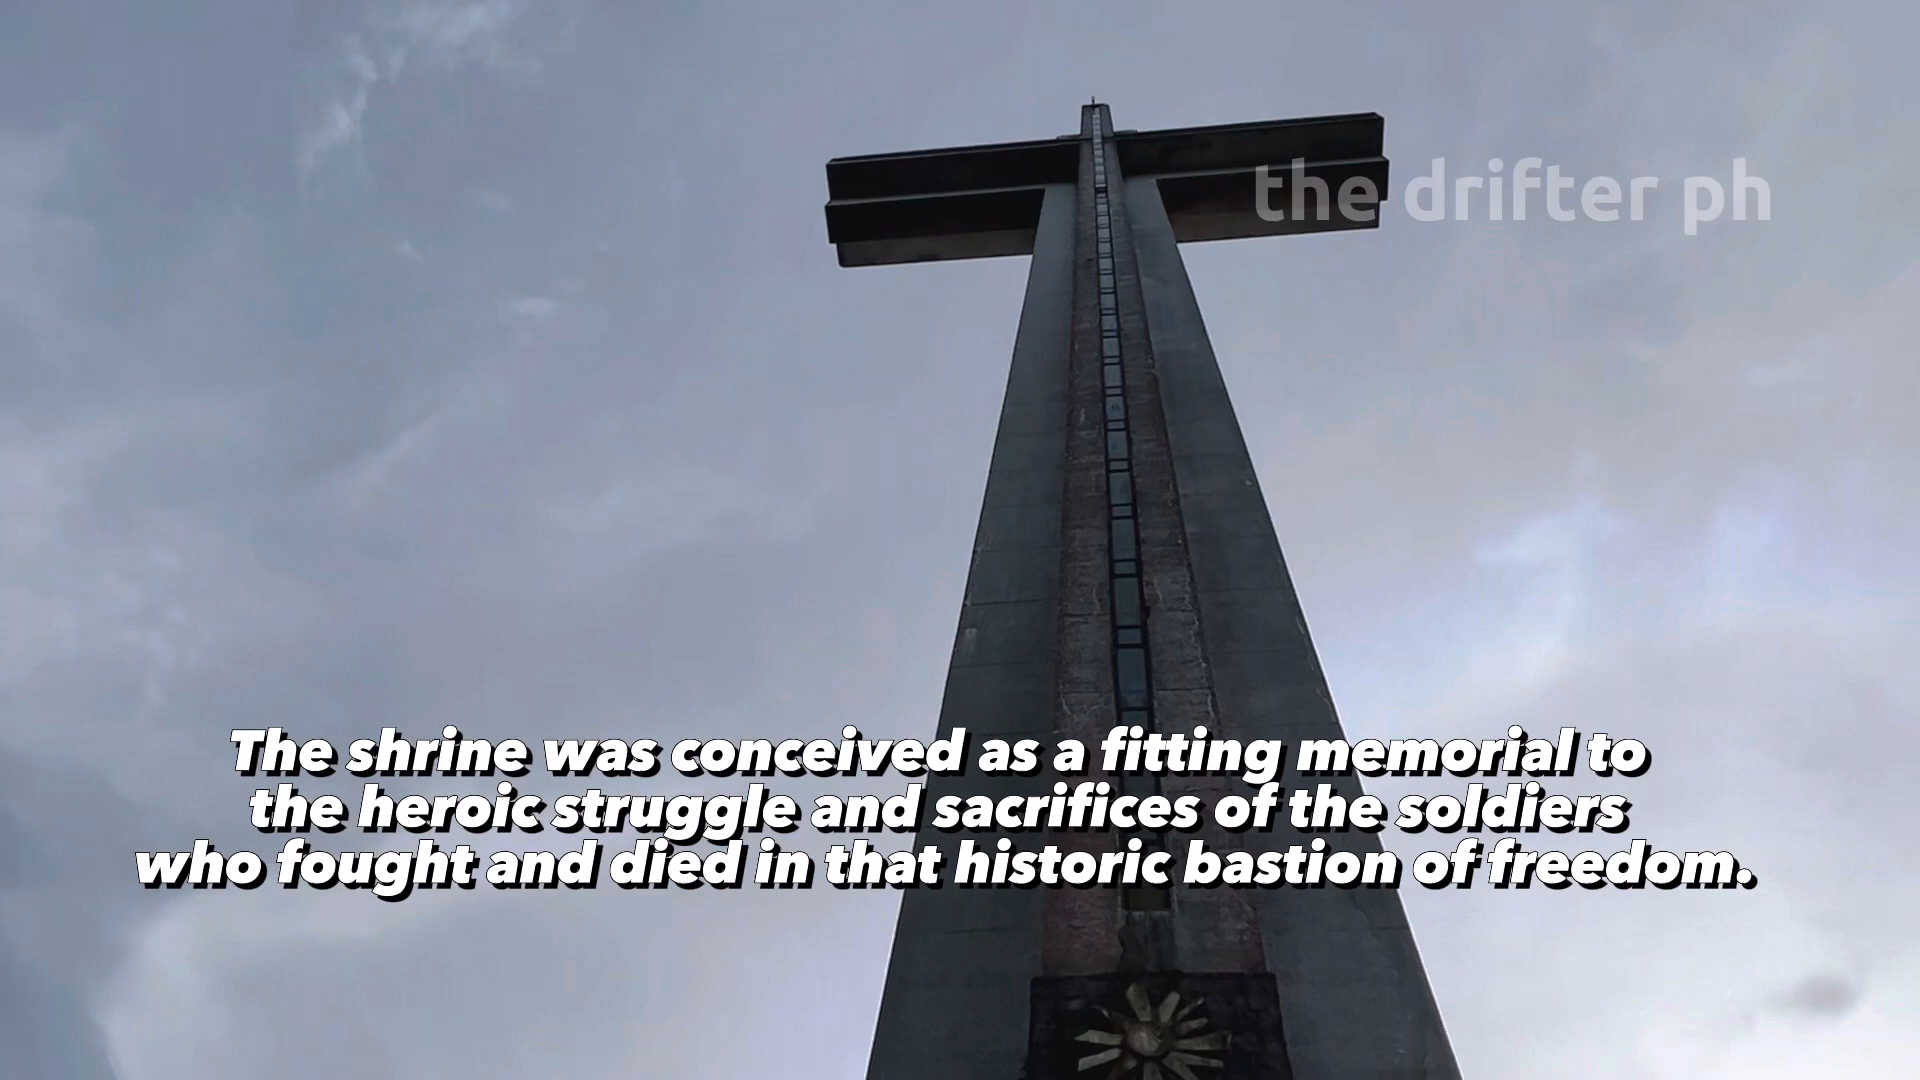 the drifter ph
The shrine was conceived as a fitting memorial to
the heroic struggle and sacrifices of the soldiers
who fought and died in that historic bastion of freedom.